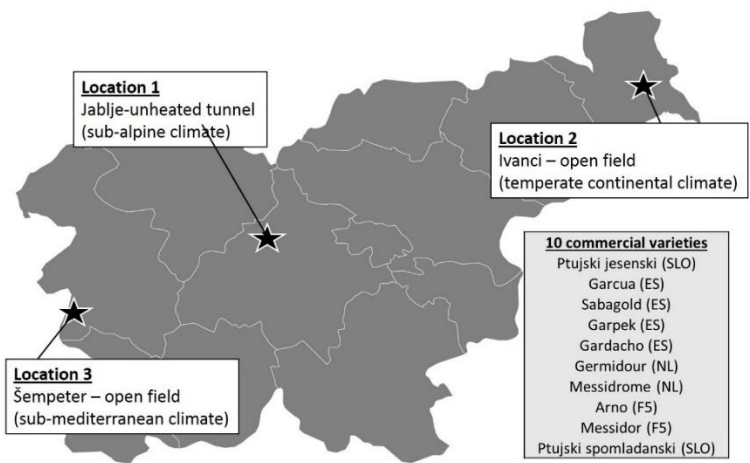 Location 1
Jablje-unheated tunnel
(sub-alpine climate)
Location 2
Ivanci – open field
(temperate continental climate)
10 commercial varieties
Ptujski jesenski (SLO)
Garcua (ES)
Sabagold (ES)
Garpek (ES)
Gardacho (ES)
Germidour (NL)
Messidrome (NL)
Arno (F5)
Messidor (F5)
Ptujski spomladanski (SLO)
Location 3
Šempeter – open field
(sub-mediterranean climate)